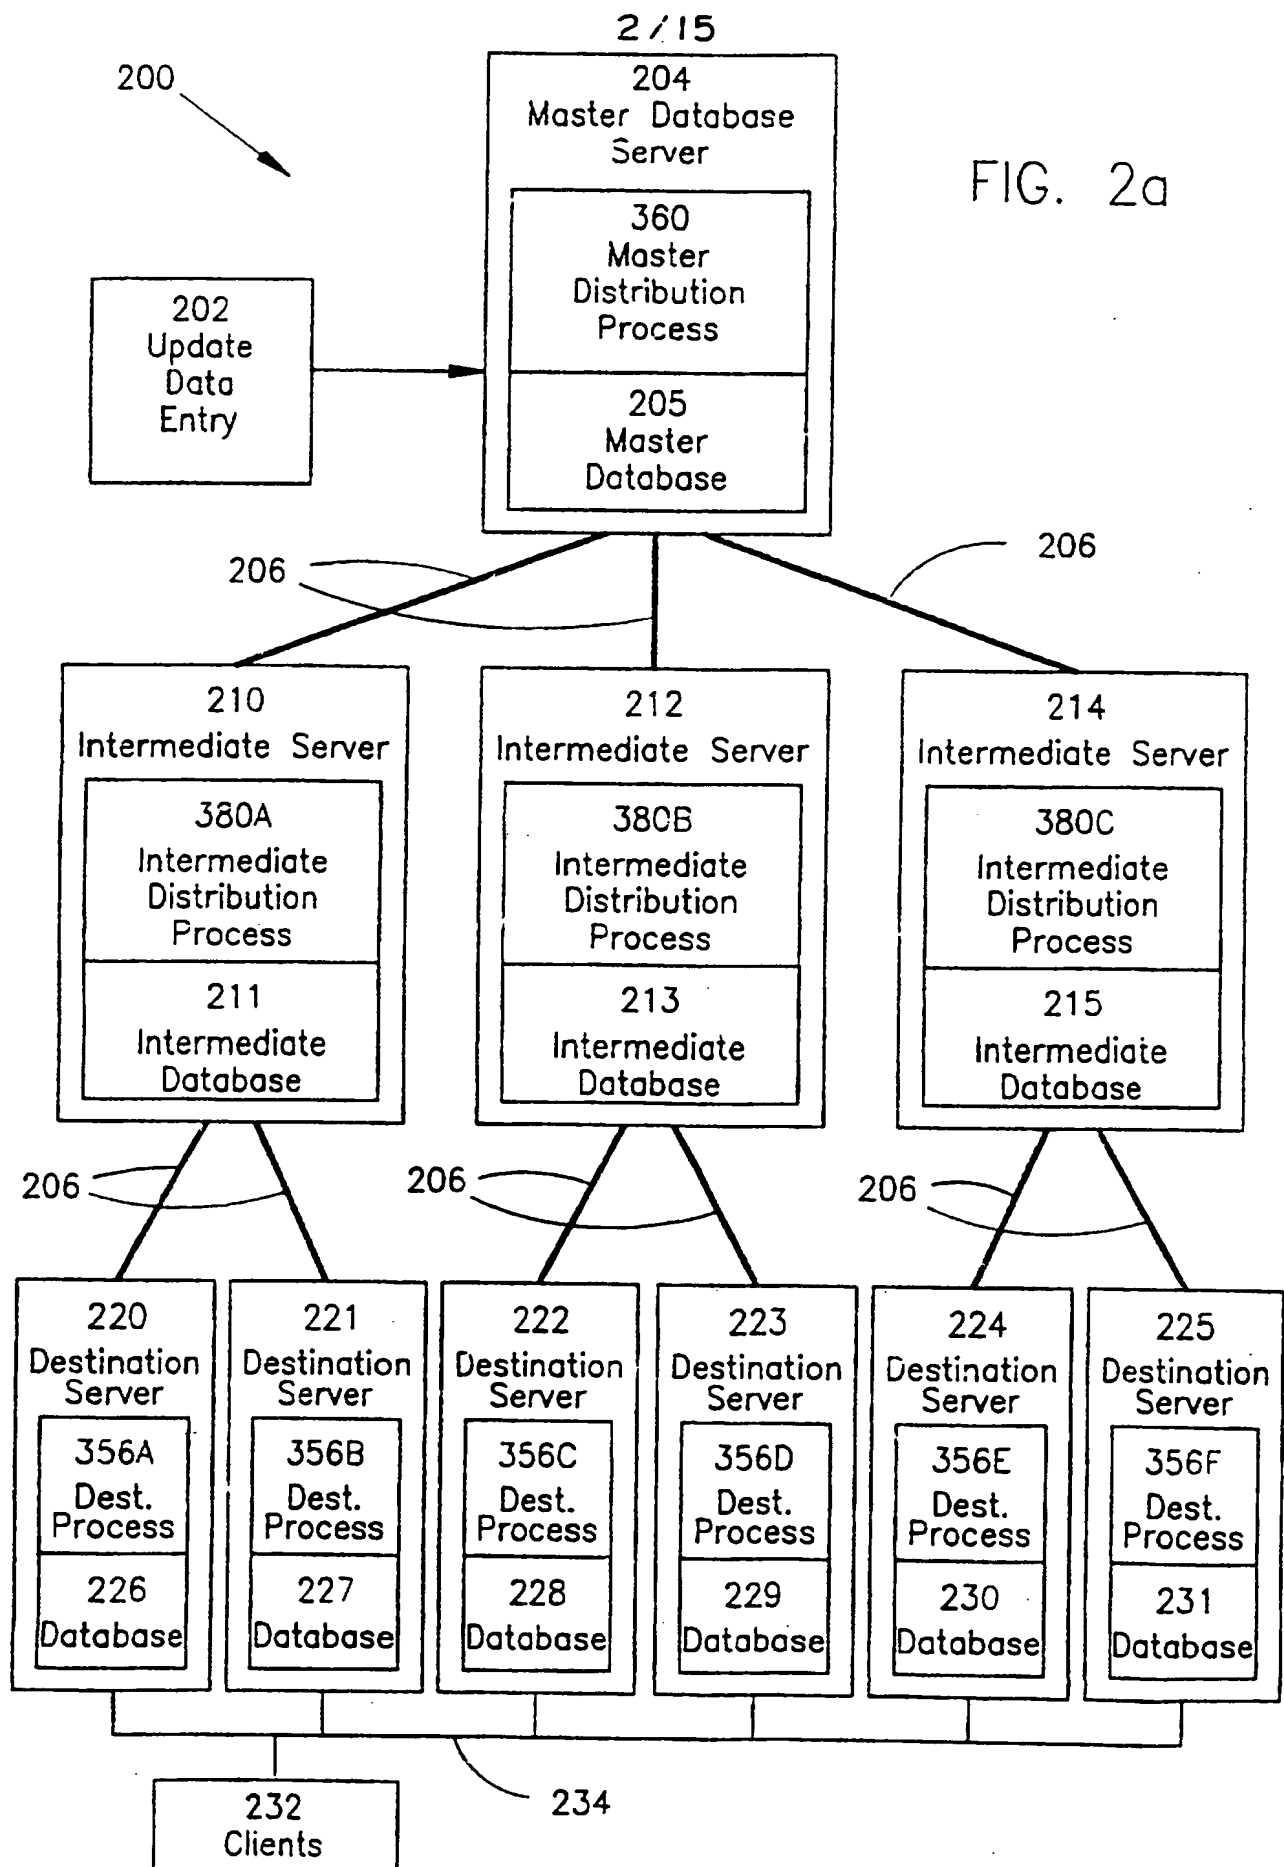 2/15
200
204
Master Database
Server
FIG. 2a
360
Master
Distribution
Process
202
Update
Data
Entry
205
Master
Database
206
206
210
Intermediate Server
380A
Intermediate
Distribution
Process
211
Intermediate
Database
212
Intermediate Server
380B
Intermediate
Distribution
Process
213
Intermediate
Database
214
Intermediate Server
380C
Intermediate
Distribution
Process
215
Intermediate
Database
206
206
206
220
Destination
Server
356A
Dest.
Process
226
Database
221
Destination
Server
356B
Dest.
Process
227
Database
222
Destination
Server
356C
Dest.
Process
228
Database
223
Destination
Server
356D
Dest.
Process
229
Database
224
Destination
Server
356E
Dest.
Process
230
Database
225
Destination
Server
356F
Dest.
Process
231
Database
234
232
Clients